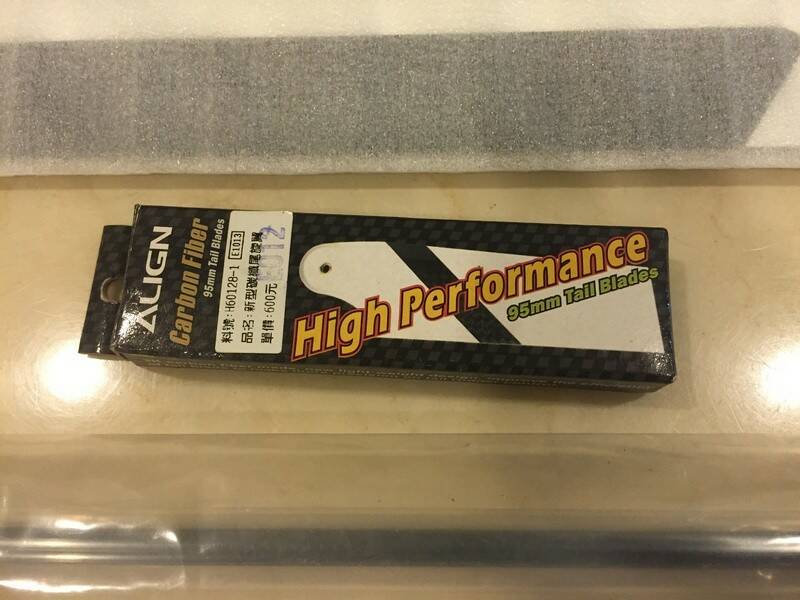 ALIGN
Carbon Fiber
95mm Tail Blades
料號:H60128-1 E1013
品名:新型碳纖尾旋翼
單價:600元
E012
High Performance
95mm Tail Blades